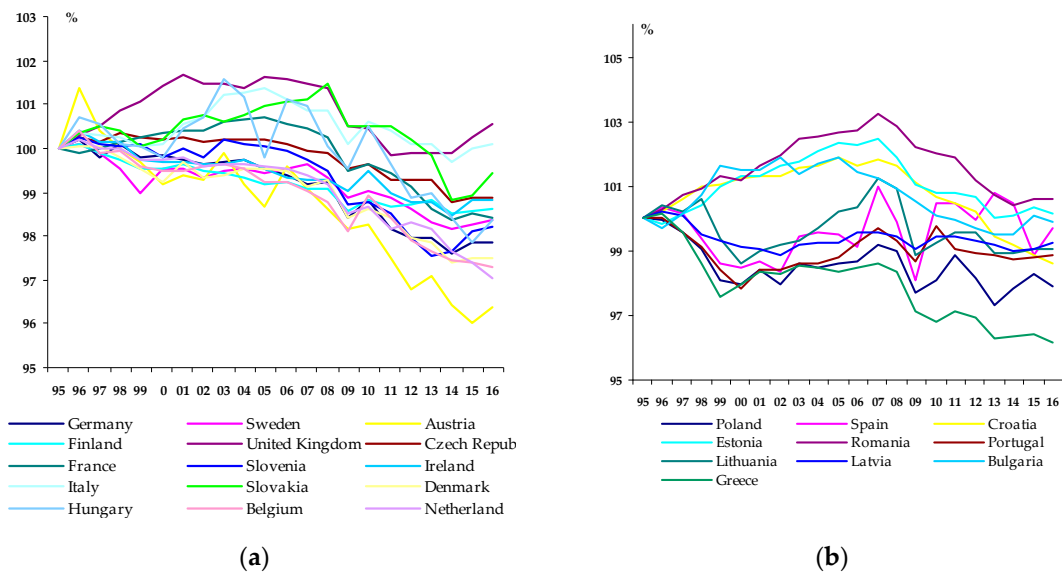 %
103
102
101
100
99
98
97
96
95
95 96 97 98 99 0 01 02 03 04 05 06 07 08 09 10 11 12 13 14 15 16
Germany Sweden Austria
Finland United Kingdom Czech Repub
France Slovenia Ireland
Italy Slovakia Denmark
Hungary Belgium Netherland
(a)
%
105
103
101
99
97
95
95 96 97 98 99 00 01 02 03 04 05 06 07 08 09 10 11 12 13 14 15 16
Poland Spain Croatia
Estonia Romania Portugal
Lithuania Latvia Bulgaria
Greece
(b)